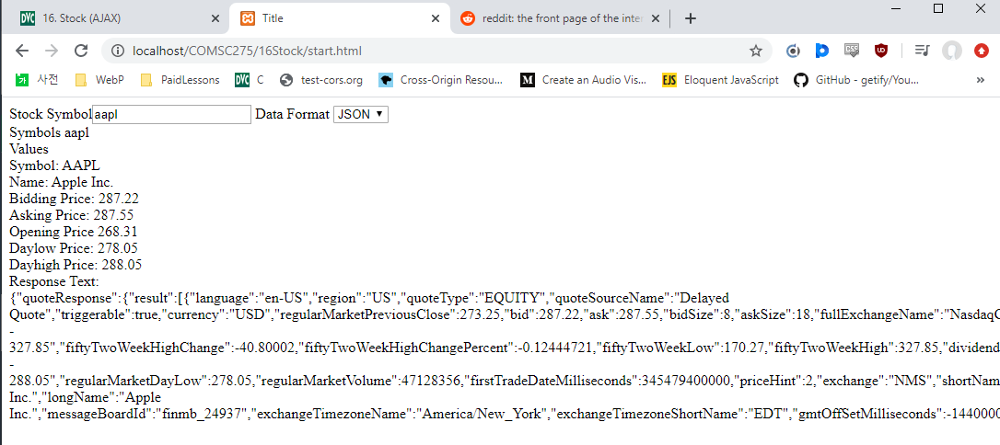 16. Stock (AJAX)
Title
reddit: the front page of the inter
localhost/COMSC275/16Stock/start.html
사전
WebP
PaidLessons
DVC
C
test-cors.org
Cross-Origin Resou...
Create an Audio Vis...
EJS
Eloquent JavaScript
GitHub - getify/You...
»
Stock Symbol aapl Data Format JSON
Symbols aapl
Values
Symbol: AAPL
Name: Apple Inc.
Bidding Price: 287.22
Asking Price: 287.55
Opening Price 268.31
Daylow Price: 278.05
Dayhigh Price: 288.05
Response Text:
{"quoteResponse":{"result":[{"language":"en-US","region":"US","quoteType":"EQUITY","quoteSourceName":"Delayed
Quote","triggerable":true,"currency":"USD","regularMarketPreviousClose":273.25,"bid":287.22,"ask":287.55,"bidSize":8,"askSize":18,"fullExchangeName":"NasdaqG
-
327.85","fiftyTwoWeekHighChange":-40.80002,"fiftyTwoWeekHighChangePercent":-0.12444721,"fiftyTwoWeekLow":170.27,"fiftyTwoWeekHigh":327.85,"dividend
-
288.05","regularMarketDayLow":278.05,"regularMarketVolume":47128356,"firstTradeDateMilliseconds":345479400000,"priceHint":2,"exchange":"NMS","shortNam
Inc.","longName":"Apple
Inc.","messageBoardId":"finmb_24937","exchangeTimezoneName":"America/New_York","exchangeTimezoneShortName":"EDT","gmtOffSetMilliseconds":-1440000